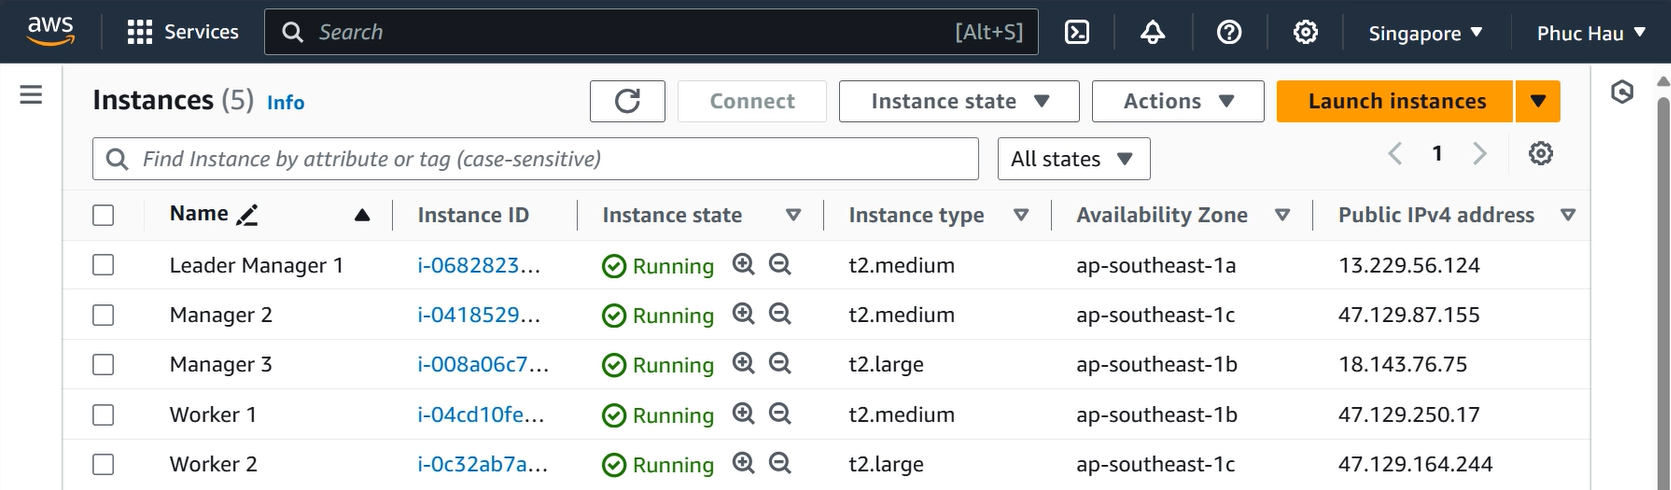 aws Services Search [Alt+S] Singapore ▼ Phuc Hau ▼
Instances (5) Info Connect Instance state ▼ Actions ▼ Launch instances ▼
Find Instance by attribute or tag (case-sensitive) All states ▼ < 1 >
Name ▲ Instance ID Instance state ▽ Instance type ▽ Availability Zone ▽ Public IPv4 address ▽
Leader Manager 1 i-0682823... Running t2.medium ap-southeast-1a 13.229.56.124
Manager 2 i-0418529... Running t2.medium ap-southeast-1c 47.129.87.155
Manager 3 i-008a06c7... Running t2.large ap-southeast-1b 18.143.76.75
Worker 1 i-04cd10fe... Running t2.medium ap-southeast-1b 47.129.250.17
Worker 2 i-0c32ab7a... Running t2.large ap-southeast-1c 47.129.164.244